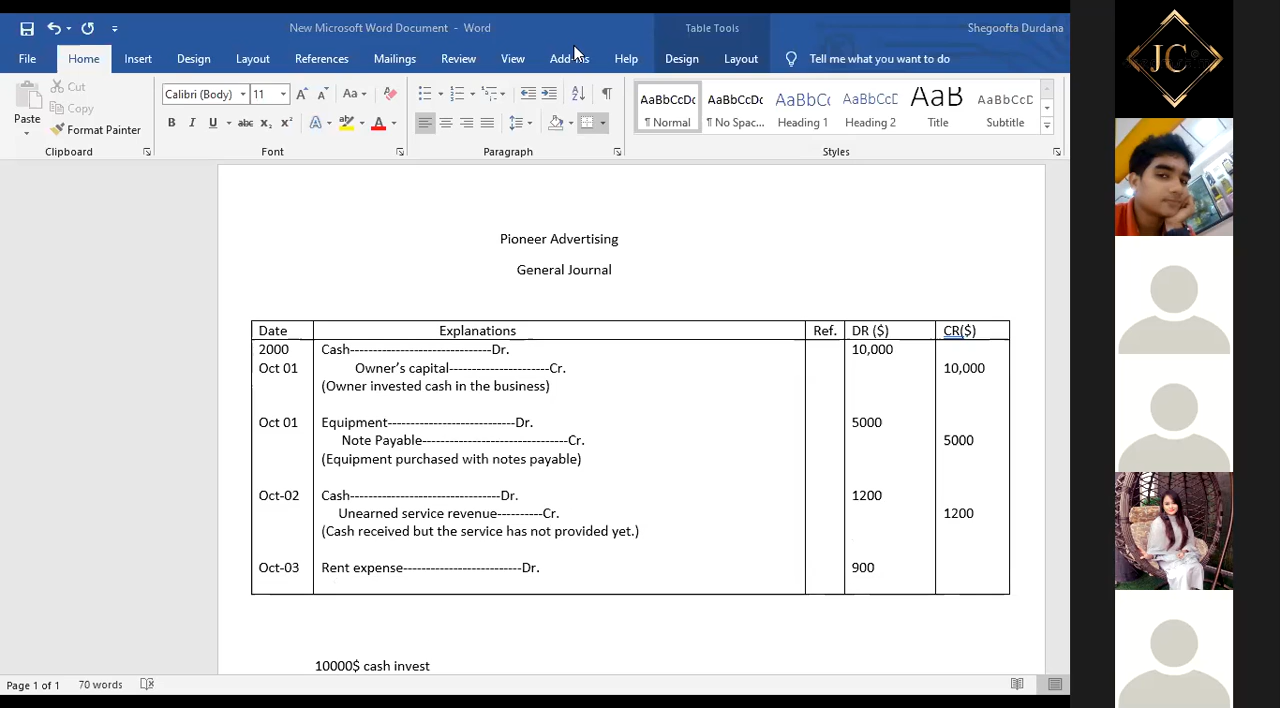 New Microsoft Word Document - Word
Table Tools
Shegoofta Durdana
File Home Insert Design Layout References Mailings Review View Add-ins Help Design Layout Tell me what you want to do
Paste
Cut
Copy
Format Painter
Calibri (Body) 11
Aa
B I U abc x₂ x² A A
AaBbCcDc AaBbCcDc AaBbCc AaBbCcD AaB AaBbCcD
¶ Normal ¶ No Spac... Heading 1 Heading 2 Title Subtitle
Clipboard Font Paragraph Styles
Pioneer Advertising
General Journal
Date Explanations Ref. DR ($) CR($)
2000 Cash-------------------------------Dr. 10,000
Oct 01 Owner’s capital----------------------Cr. 10,000
(Owner invested cash in the business)
Oct 01 Equipment----------------------------Dr. 5000
Note Payable--------------------------------Cr. 5000
(Equipment purchased with notes payable)
Oct-02 Cash---------------------------------Dr. 1200
Unearned service revenue----------Cr. 1200
(Cash received but the service has not provided yet.)
Oct-03 Rent expense--------------------------Dr. 900
10000$ cash invest
Page 1 of 1 70 words
JC